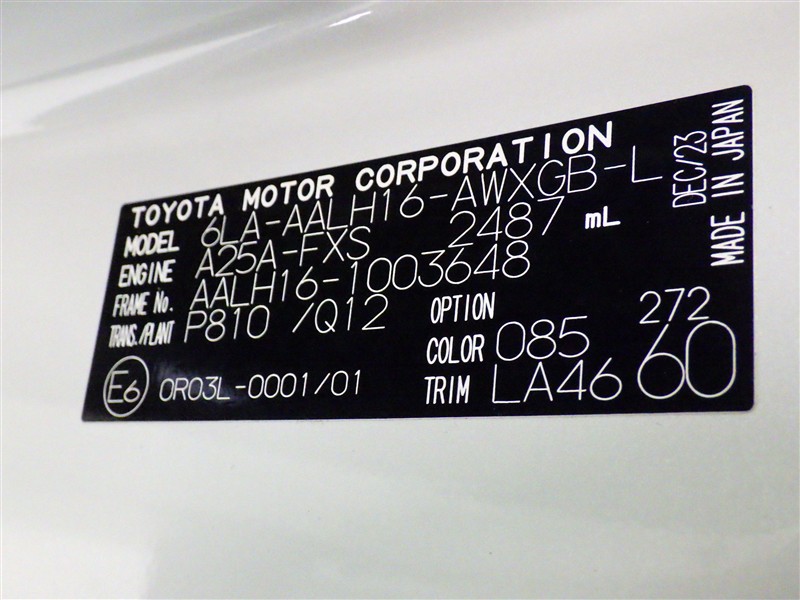 TOYOTA MOTOR CORPORATION
MODEL 6LA-AALH16-AWXGB-L
ENGINE A25A-FXS 2487 mL
FRAME No. AALH16-1003648
TRANS./PLANT P810 /Q12
OPTION 272
COLOR 085
TRIM LA46 60
E6 0R03L-0001/01
DEC/23
MADE IN JAPAN